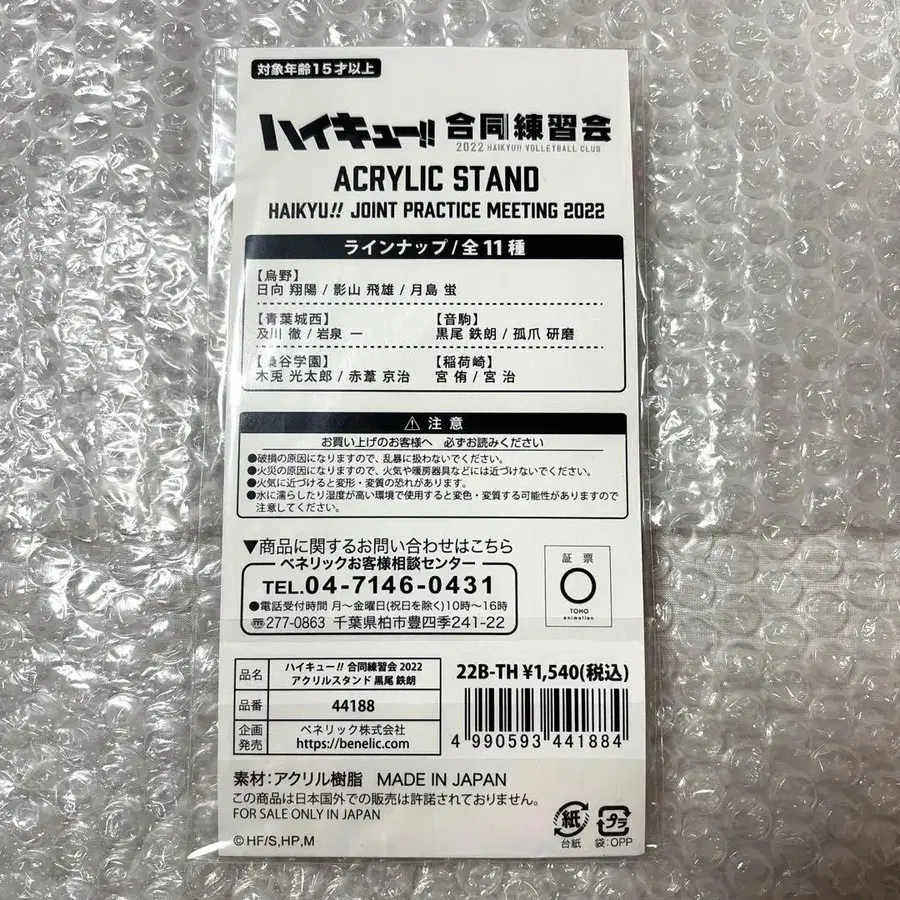 対象年齢15才以上
ハイキュー!! 合同練習会
2022 HAIKYU!! VOLLEYBALL CLUB
ACRYLIC STAND
HAIKYU!! JOINT PRACTICE MEETING 2022
ラインナップ/全11種
【烏野】
日向 翔陽 / 影山 飛雄 / 月島 蛍
【青葉城西】 【音駒】
及川 徹 / 岩泉 一 黒尾 鉄朗 / 孤爪 研磨
【梟谷学園】 【稲荷崎】
木兎 光太郎 / 赤葦 京治 宮 侑 / 宮 治
⚠ 注意
お買い上げのお客様へ 必ずお読みください
●破損の原因になりますので、乱暴に扱わないでください。
●火災の原因になりますので、火気や暖房器具などには近づけないでください。
●火気に近づけると変形・変質の恐れがあります。
●水に濡らしたり湿度が高い環境で使用すると変色・変質する可能性がありますので
注意してください。
▼商品に関するお問い合わせはこちら
ベネリックお客様相談センター
TEL.04-7146-0431
●電話受付時間 月～金曜日(祝日を除く)10時～16時
〠277-0863 千葉県柏市豊四季241-22
証票
TOHO
animation
品名 ハイキュー!! 合同練習会 2022
アクリルスタンド 黒尾 鉄朗
品番 44188
企画
発売
ベネリック株式会社
https://benelic.com
22B-TH ¥1,540(税込)
4 990593 441884
素材:アクリル樹脂 MADE IN JAPAN
この商品は日本国外での販売は許諾されておりません。
FOR SALE ONLY IN JAPAN
©HF/S,HP,M
紙
台紙
プラ
袋:OPP